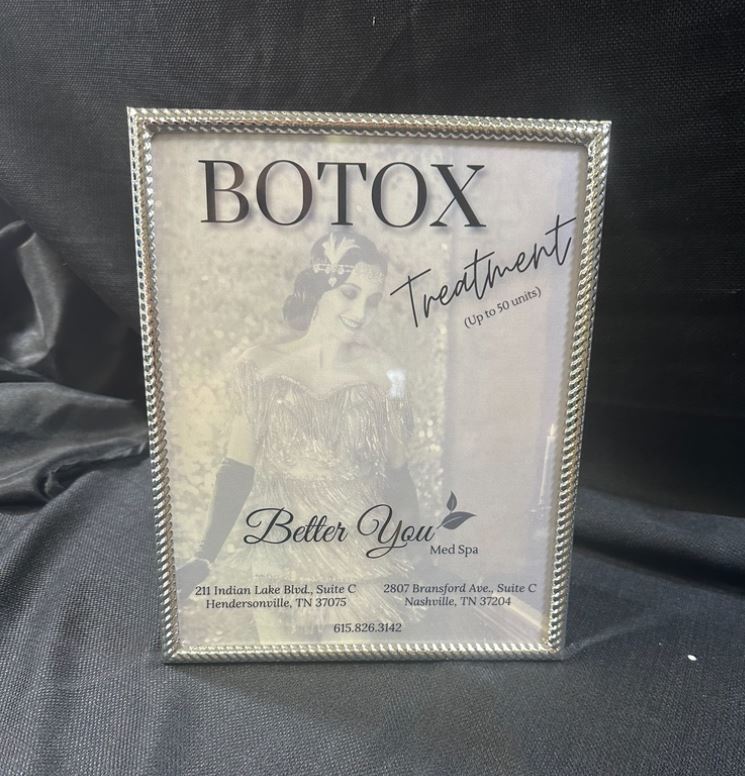 BOTOX
Treatment
(Up to 50 units)
Better You
Med Spa
211 Indian Lake Blvd., Suite C
Hendersonville, TN 37075
2807 Bransford Ave., Suite C
Nashville, TN 37204
615.826.3142